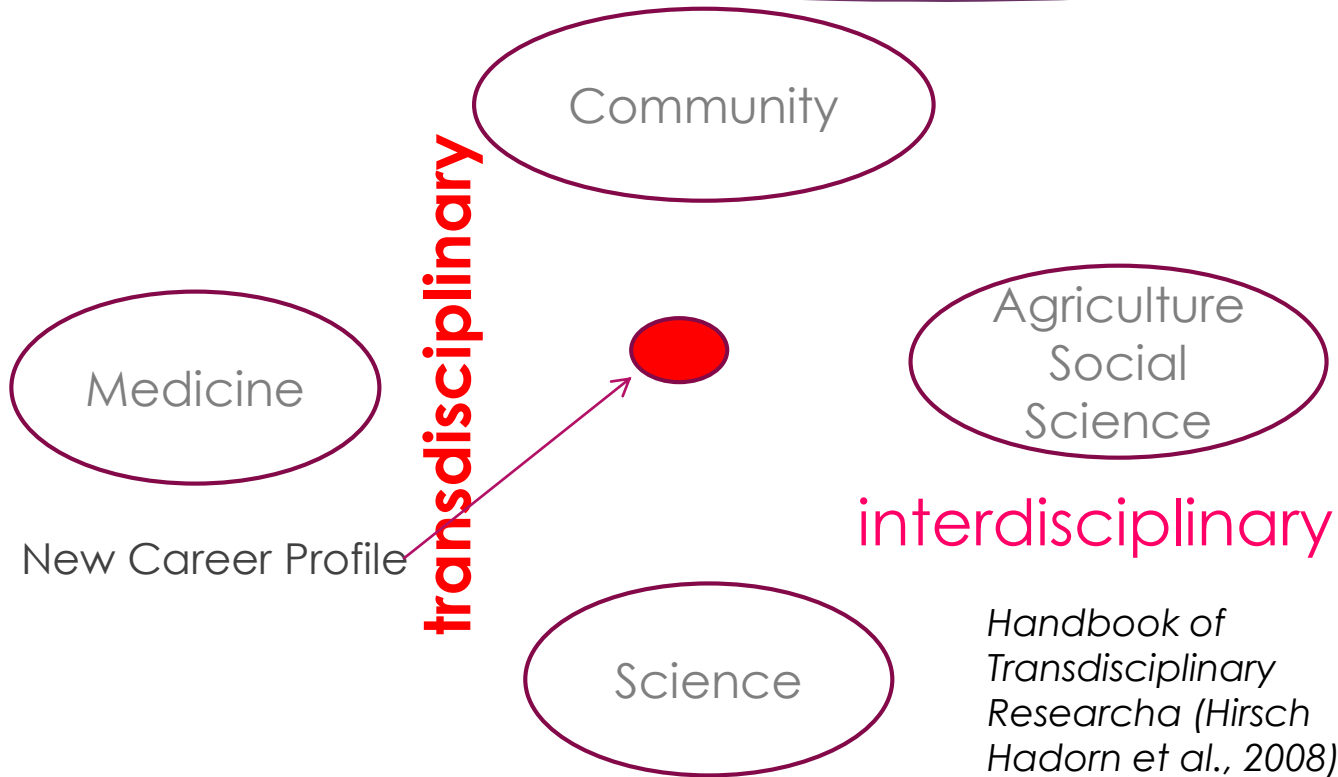 Community
transdisciplinary
Medicine
Agriculture
Social
Science
New Career Profile
interdisciplinary
Science
Handbook of
Transdisciplinary
Researcha (Hirsch
Hadorn et al., 2008)